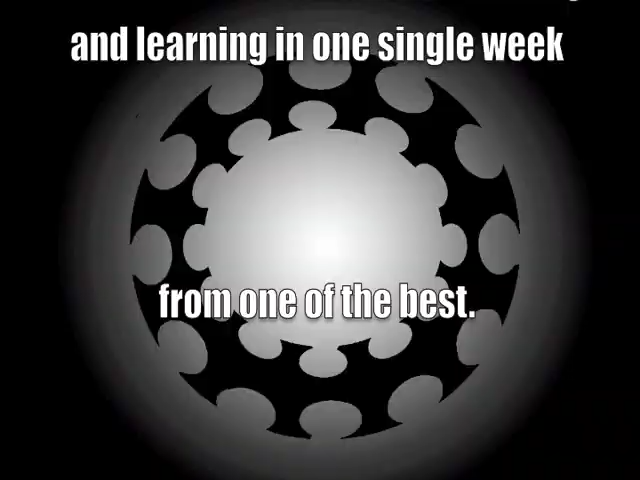 and learning in one single week
from one of the best.